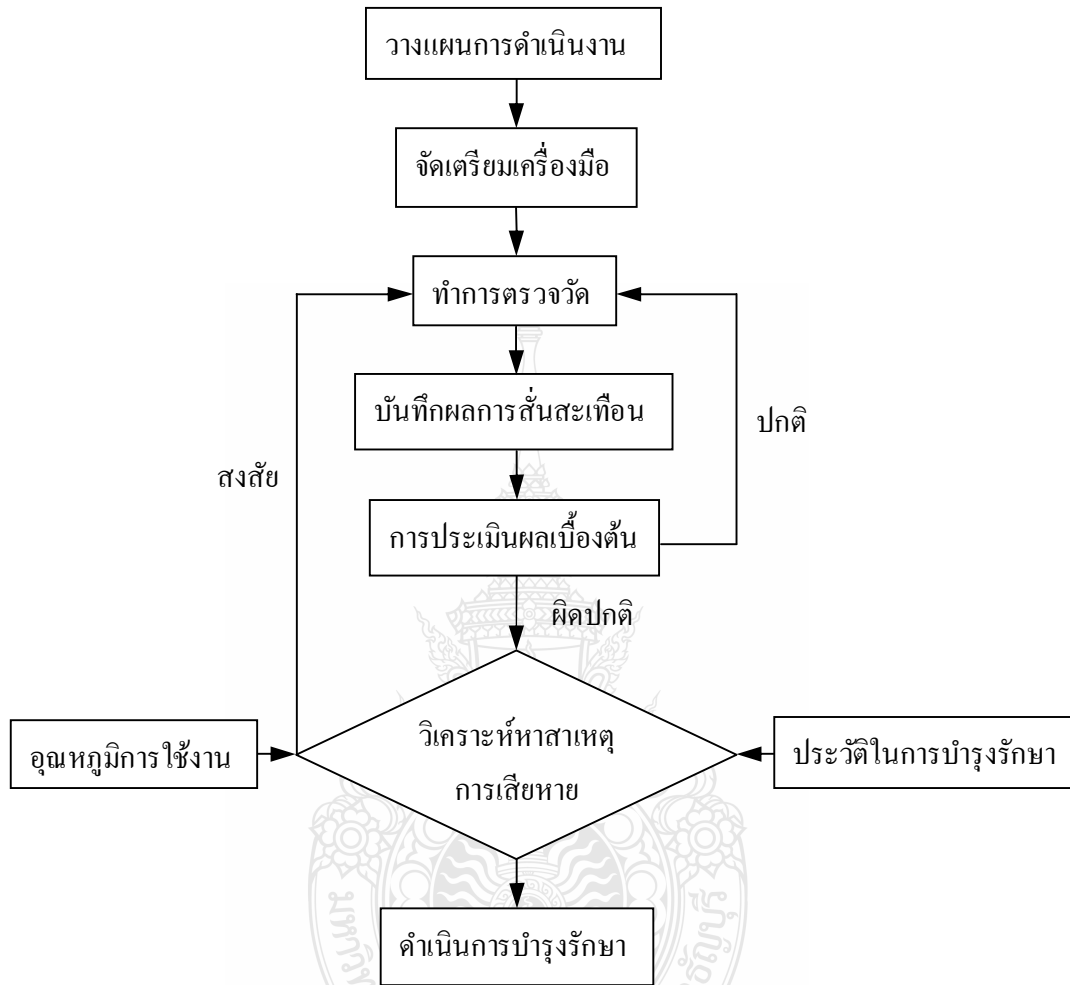 วางแผนการดำเนินงาน
จัดเตรียมเครื่องมือ
ทำการตรวจวัด
บันทึกผลการสั่นสะเทือน
ปกติ
สงสัย
การประเมินผลเบื้องต้น
ผิดปกติ
วิเคราะห์หาสาเหตุ
การเสียหาย
อุณหภูมิการใช้งาน
ประวัติในการบำรุงรักษา
ดำเนินการบำรุงรักษา